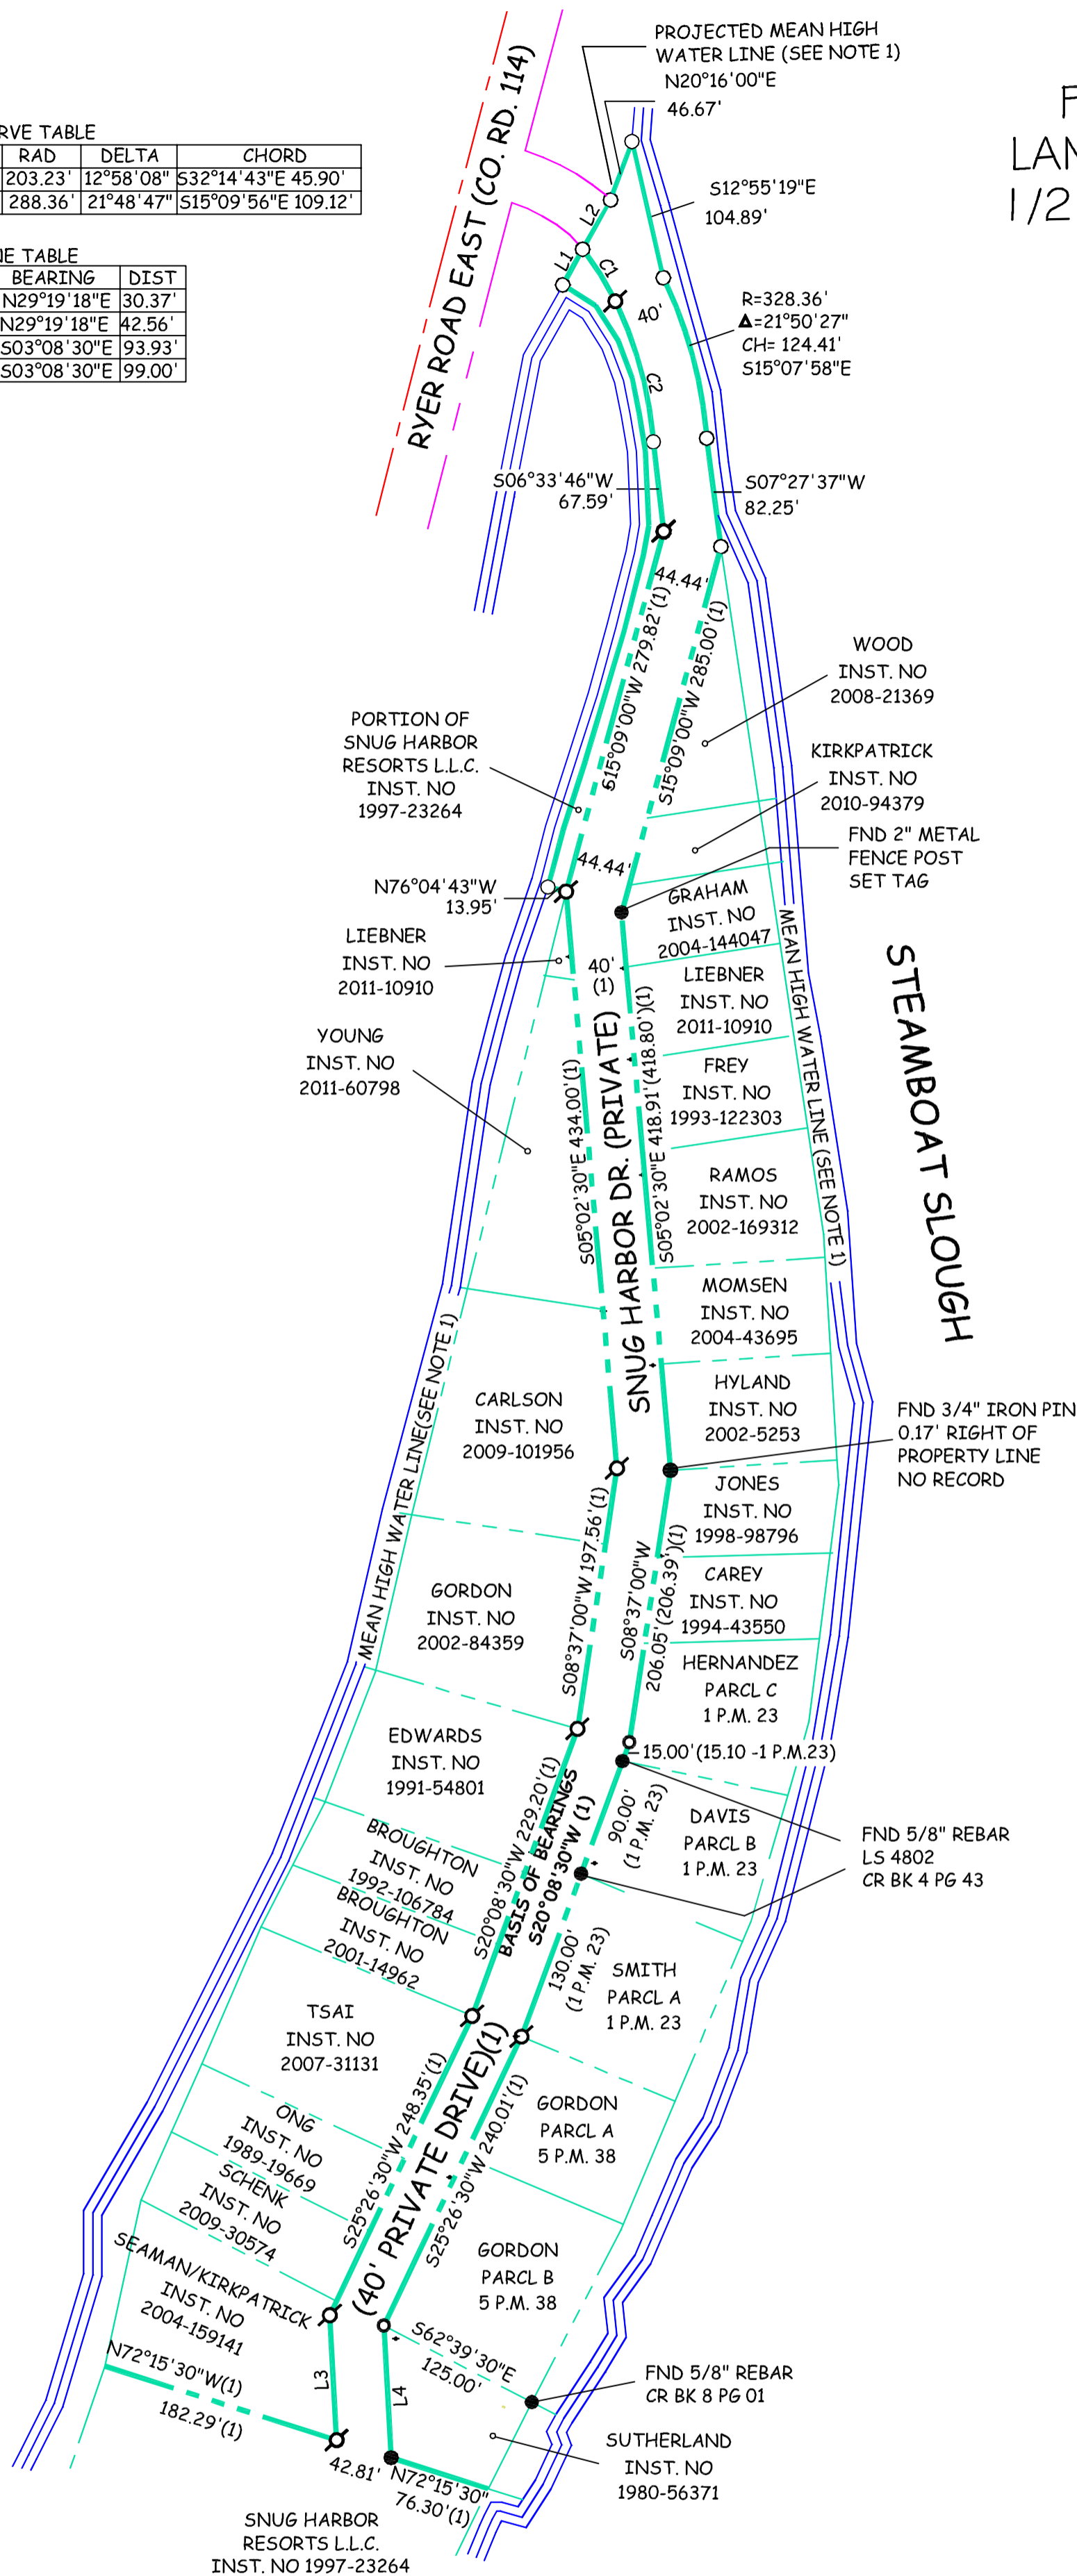 PROJECTED MEAN HIGH
WATER LINE (SEE NOTE 1)
N20°16'00"E
46.67'
RVE TABLE
RAD DELTA CHORD
203.23' 12°58'08" S32°14'43"E 45.90'
288.36' 21°48'47" S15°09'56"E 109.12'
NE TABLE
BEARING DIST
N29°19'18"E 30.37'
N29°19'18"E 42.56'
S03°08'30"E 93.93'
S03°08'30"E 99.00'
LAN
1/2
RYER ROAD EAST (CO. RD. 114)
S12°55'19"E
104.89'
L2
L1
C1
40'
C2
R=328.36'
Δ=21°50'27"
CH= 124.41'
S15°07'58"E
S06°33'46"W
67.59'
S07°27'37"W
82.25'
44.44'
S15°09'00"W 279.82'(1)
S15°09'00"W 285.00'(1)
WOOD
INST. NO
2008-21369
PORTION OF
SNUG HARBOR
RESORTS L.L.C.
INST. NO
1997-23264
KIRKPATRICK
INST. NO
2010-94379
FND 2" METAL
FENCE POST
SET TAG
44.44'
N76°04'43"W
13.95'
GRAHAM
INST. NO
2004-144047
LIEBNER
INST. NO
2011-10910
40'
(1)
LIEBNER
INST. NO
2011-10910
MEAN HIGH WATER LINE (SEE NOTE 1)
STEAMBOAT SLOUGH
YOUNG
INST. NO
2011-60798
FREY
INST. NO
1993-122303
S05°02'30"E 434.00'(1)
SNUG HARBOR DR. (PRIVATE)
S05°02'30"E 418.91'(418.80')(1)
RAMOS
INST. NO
2002-169312
MOMSEN
INST. NO
2004-43695
HYLAND
INST. NO
2002-5253
CARLSON
INST. NO
2009-101956
FND 3/4" IRON PIN
0.17' RIGHT OF
PROPERTY LINE
NO RECORD
MEAN HIGH WATER LINE(SEE NOTE 1)
JONES
INST. NO
1998-98796
S08°37'00"W 197.56'(1)
S08°37'00"W
206.05'(206.39')(1)
CAREY
INST. NO
1994-43550
GORDON
INST. NO
2002-84359
HERNANDEZ
PARCL C
1 P.M. 23
15.00'(15.10 -1 P.M.23)
EDWARDS
INST. NO
1991-54801
S20°08'30"W 229.20'(1)
BASIS OF BEARINGS
S20°08'30"W (1)
90.00'
(1 P.M. 23)
DAVIS
PARCL B
1 P.M. 23
FND 5/8" REBAR
LS 4802
CR BK 4 PG 43
BROUGHTON
INST. NO
1992-106784
BROUGHTON
INST. NO
2001-14962
130.00'
(1 P.M. 23)
SMITH
PARCL A
1 P.M. 23
TSAI
INST. NO
2007-31131
S25°26'30"W 248.35'(1)
(40' PRIVATE DRIVE)(1)
S25°26'30"W 240.01'(1)
GORDON
PARCL A
5 P.M. 38
ONG
INST. NO
1989-19669
SCHENK
INST. NO
2009-30574
GORDON
PARCL B
5 P.M. 38
SEAMAN/KIRKPATRICK
INST. NO
2004-159141
S62°39'30"E
125.00'
FND 5/8" REBAR
CR BK 8 PG 01
N72°15'30"W(1)
182.29'(1)
L3
L4
SUTHERLAND
INST. NO
1980-56371
42.81'
N72°15'30"
76.30'(1)
SNUG HARBOR
RESORTS L.L.C.
INST. NO 1997-23264